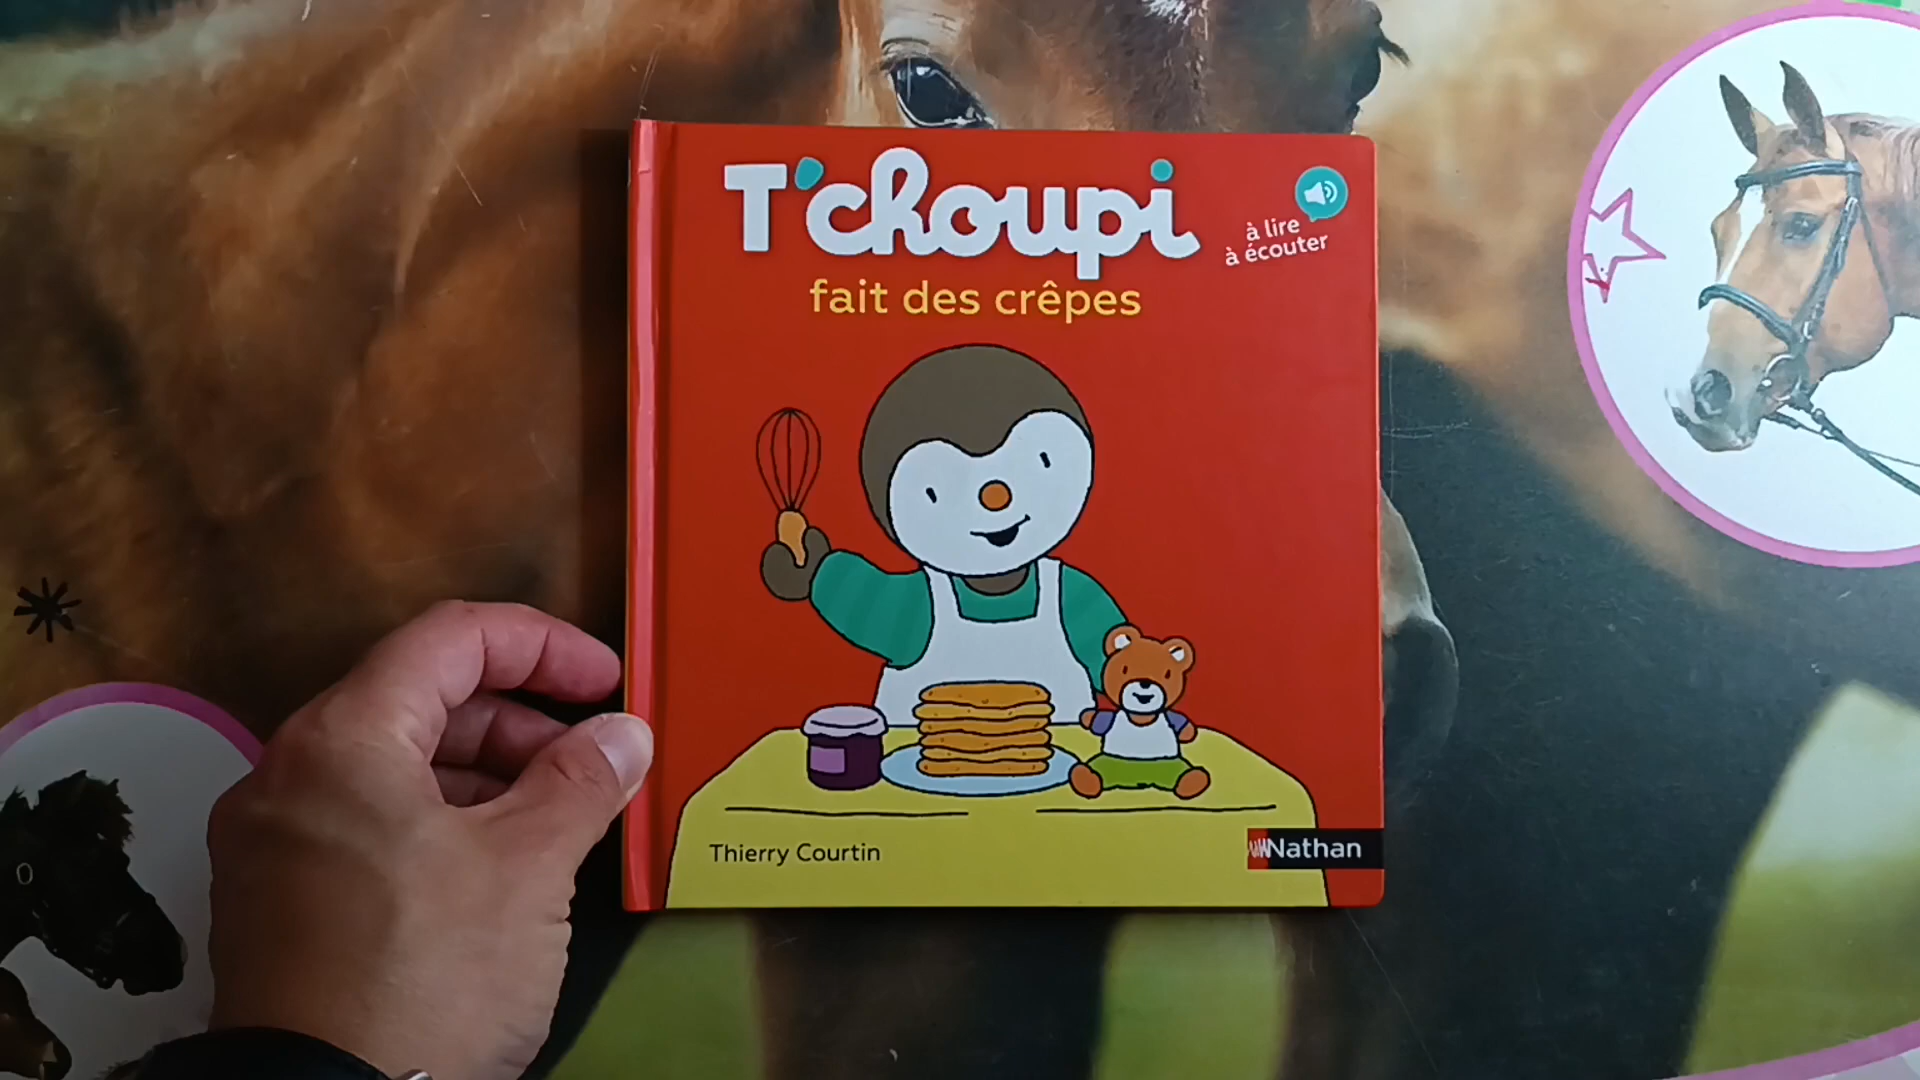 T'choupi
fait des crêpes
à lire
à écouter
Thierry Courtin
Nathan